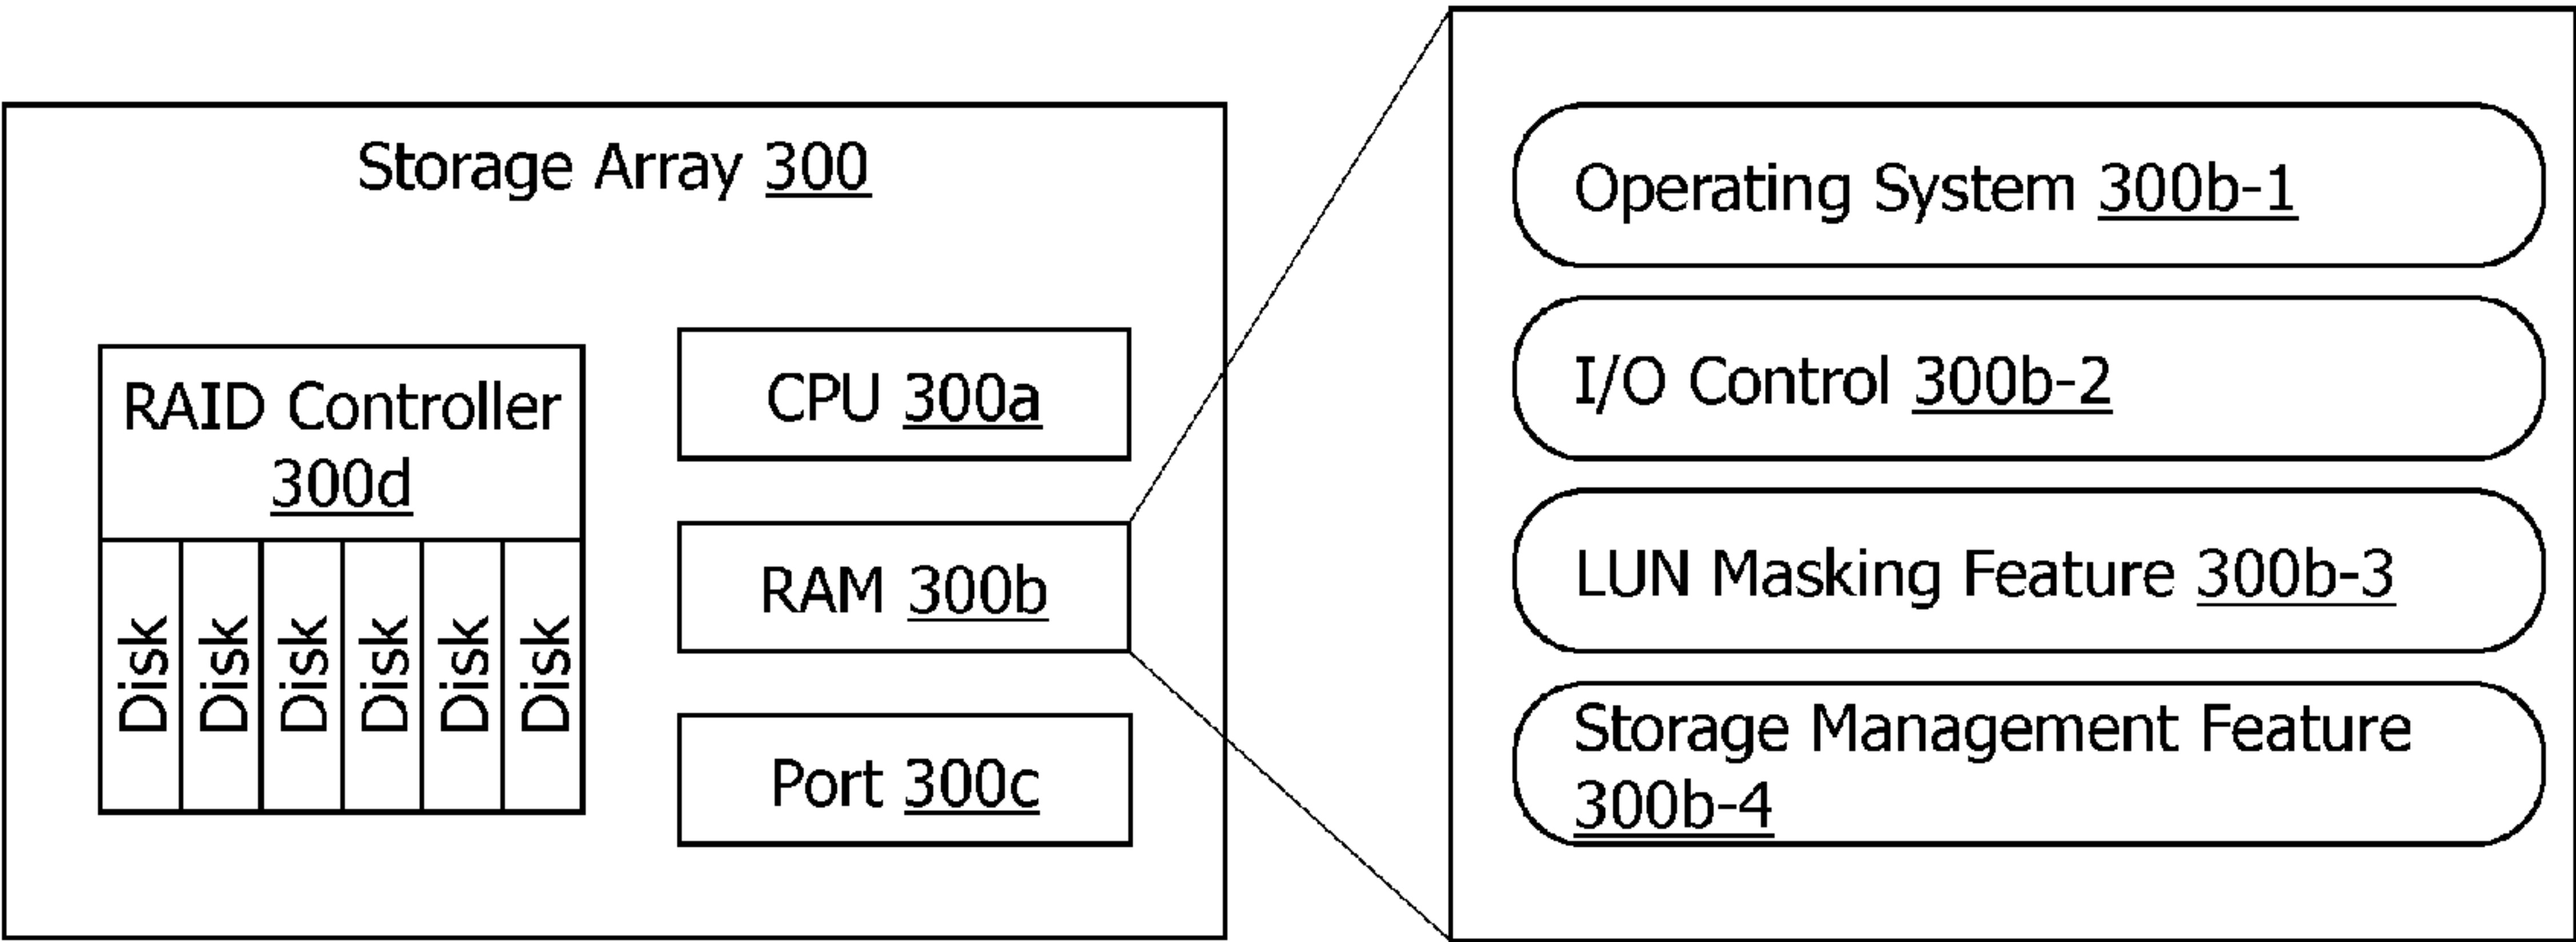 Storage Array 300
RAID Controller
300d
Disk
Disk
Disk
Disk
Disk
Disk
CPU 300a
RAM 300b
Port 300c
Operating System 300b-1
I/O Control 300b-2
LUN Masking Feature 300b-3
Storage Management Feature
300b-4